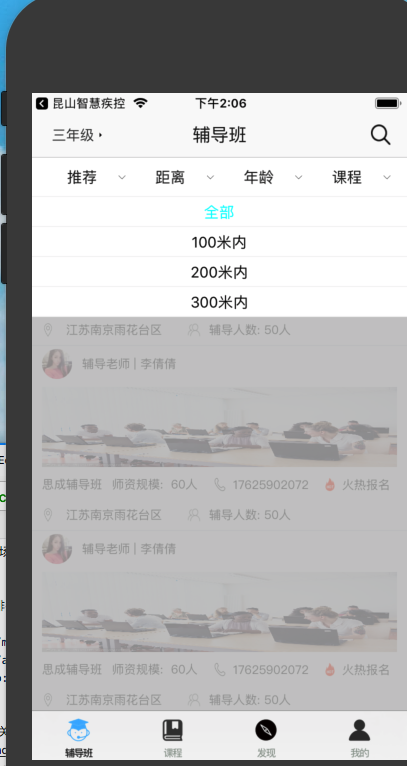 昆山智慧疾控 下午2:06
三年级 辅导班
推荐 距离 年龄 课程
全部
100米内
200米内
300米内
江苏南京雨花台区 辅导人数: 50人
辅导老师 | 李倩倩
思成辅导班 师资规模: 60人 17625902072 火热报名
江苏南京雨花台区 辅导人数: 50人
辅导老师 | 李倩倩
思成辅导班 师资规模: 60人 17625902072 火热报名
江苏南京雨花台区 辅导人数: 50人
辅导班 课程 发现 我的